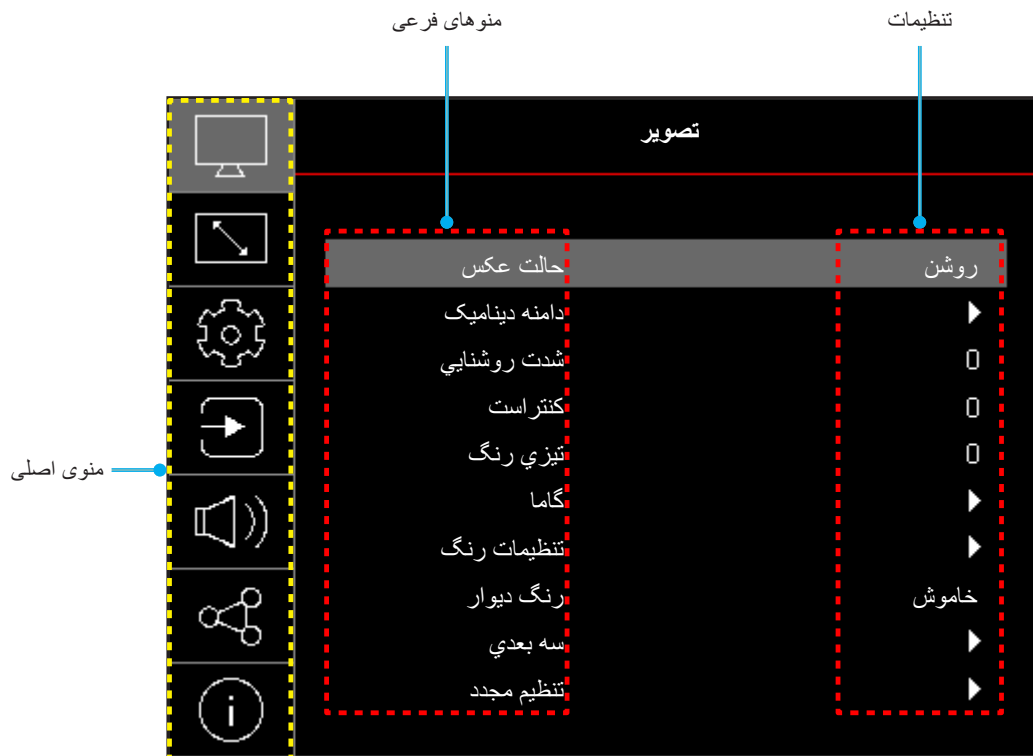 منوهای فرعی
تنظیمات
تصویر
حالت عکس
روشن
دامنه دینامیک
شدت روشنايي
0
کنتراست
0
تيزي رنگ
0
گاما
تنظیمات رنگ
رنگ دیوار
خاموش
سه بعدي
تنظیم مجدد
منوی اصلی